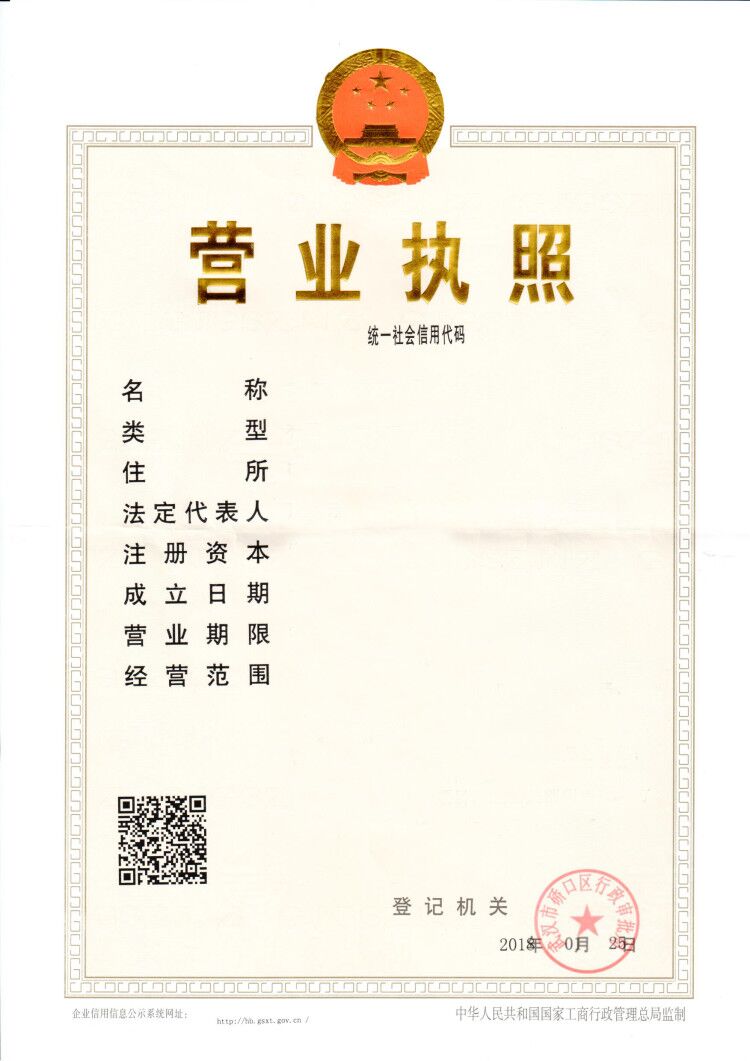 营业执照
统一社会信用代码
名称
类型
住所
法定代表人
注册资本
成立日期
营业期限
经营范围
登记机关
武汉市硚口区行政审批局
2018年 01月 25日
企业信用信息公示系统网址: http://hb.gsxt.gov.cn/
中华人民共和国国家工商行政管理总局监制